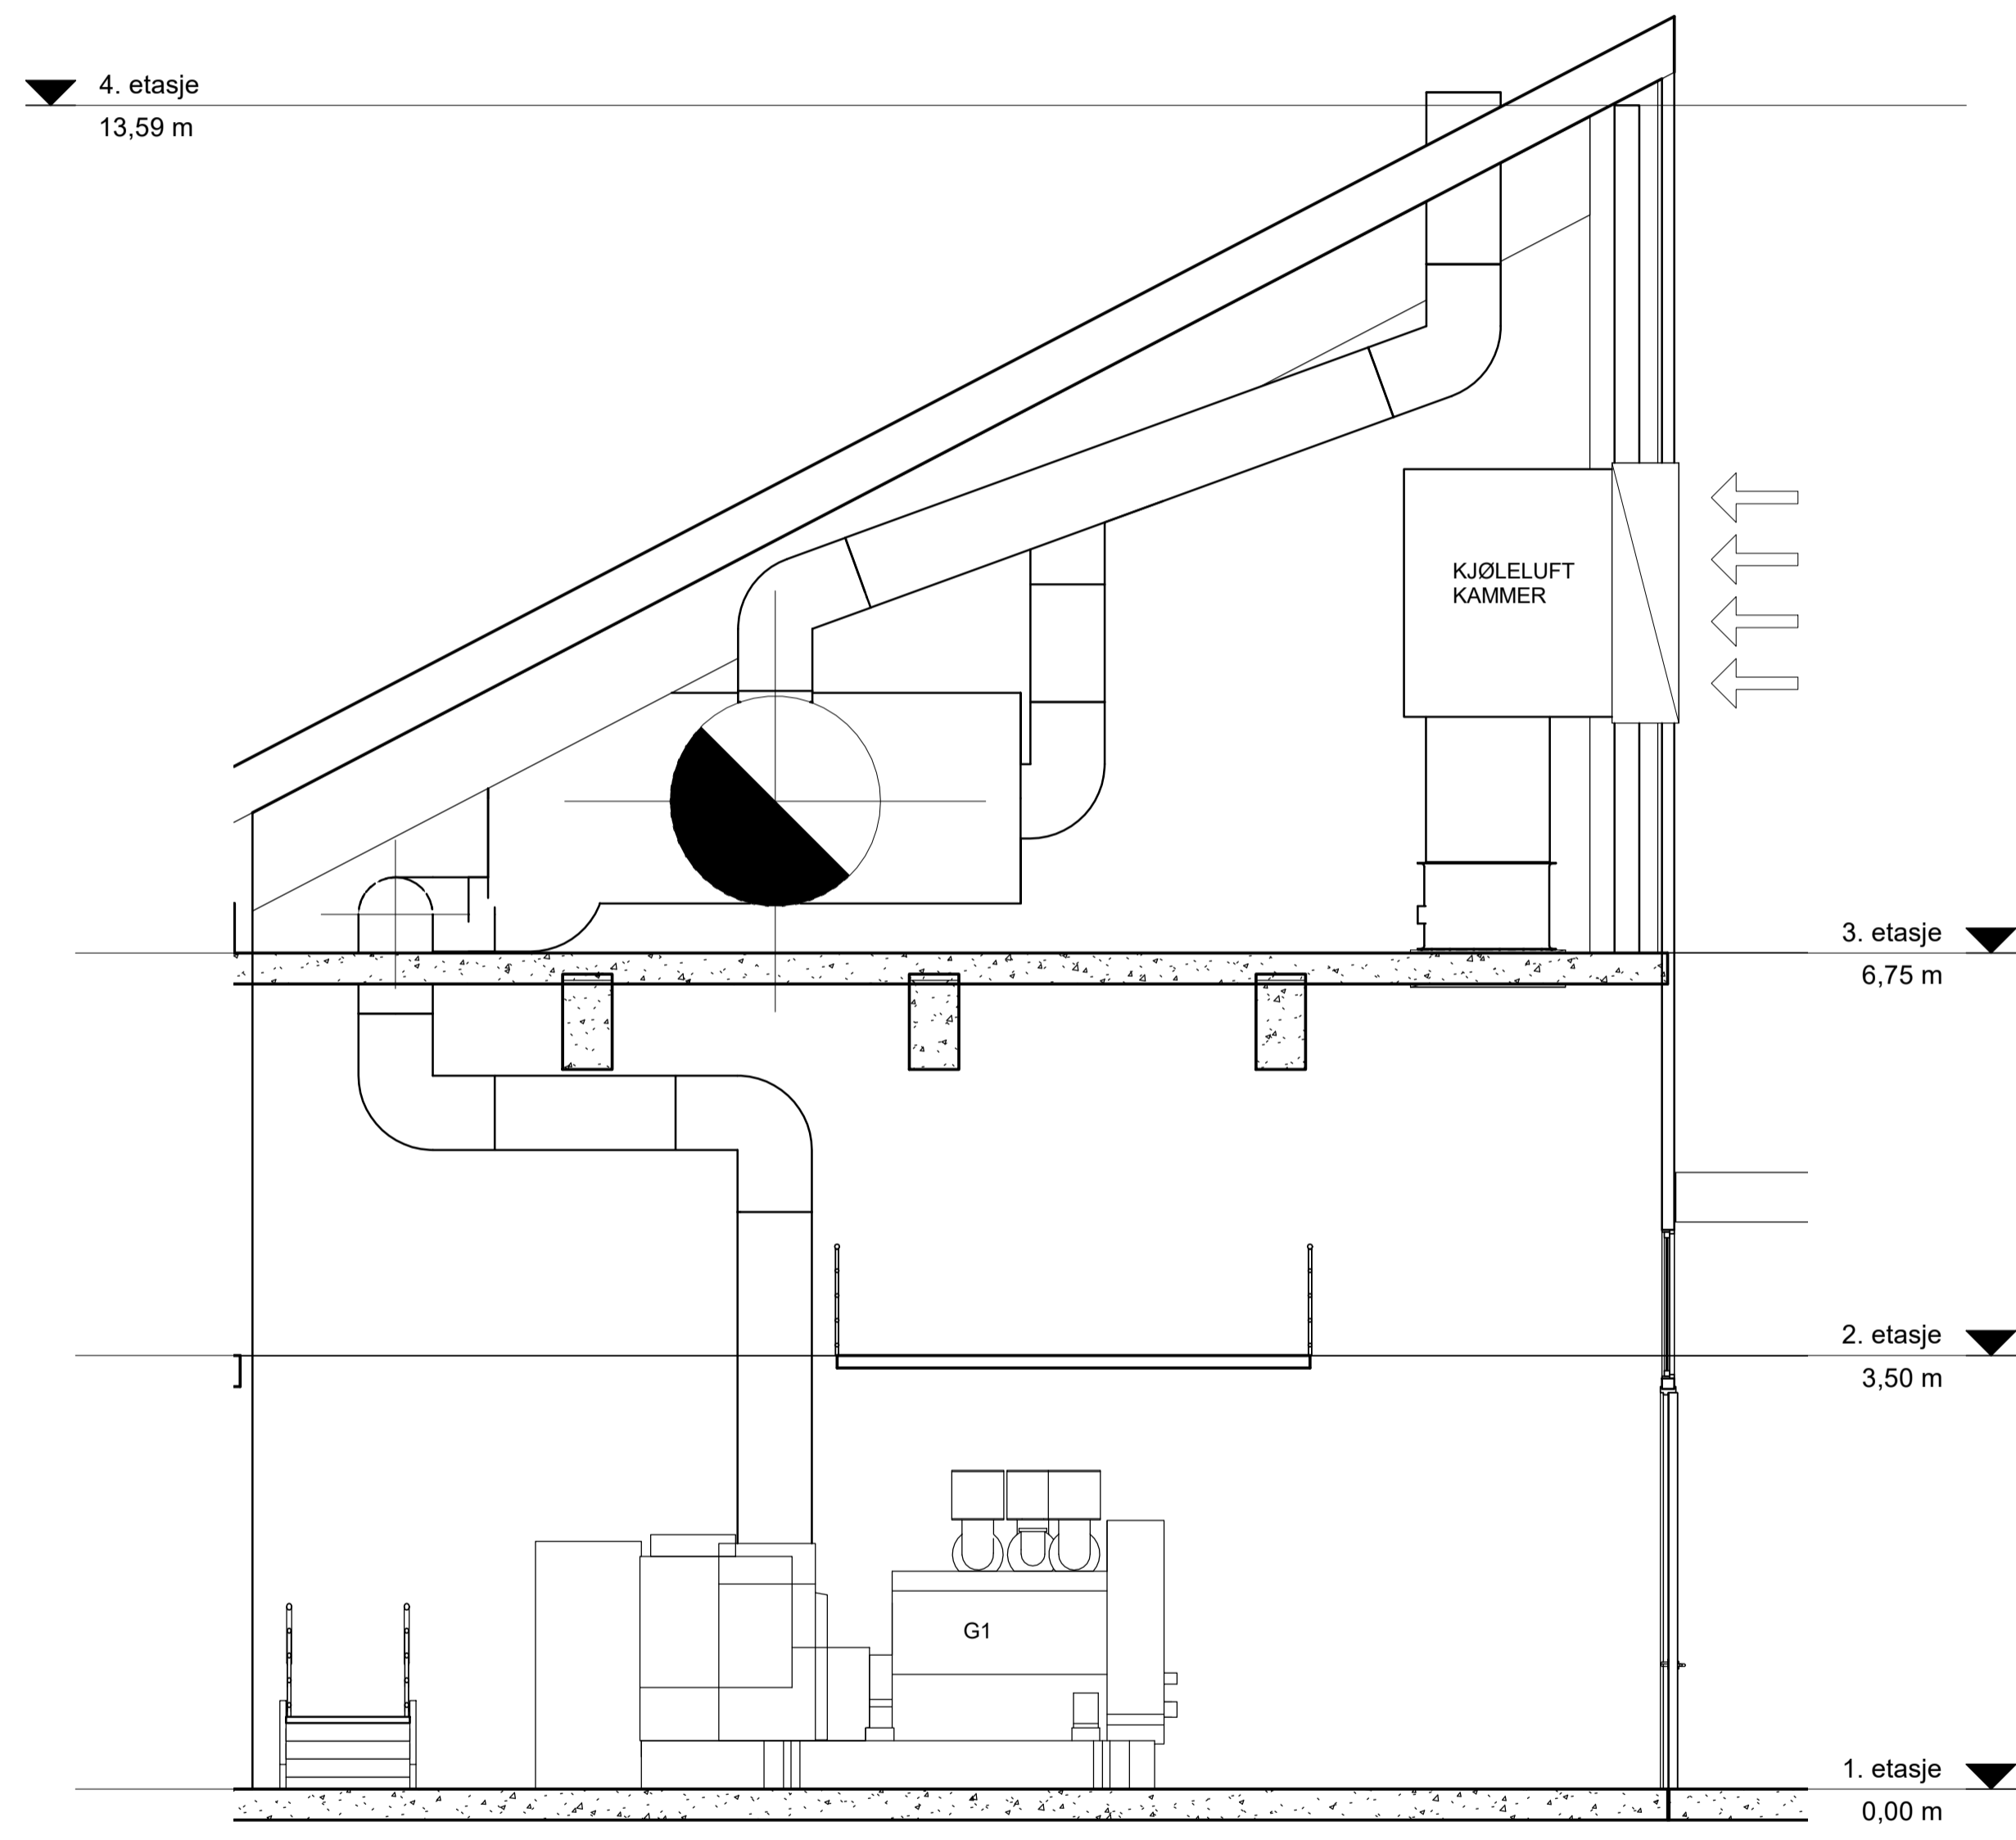 4. etasje
13,59 m
KJØLELUFT
KAMMER
3. etasje
6,75 m
2. etasje
3,50 m
G1
1. etasje
0,00 m